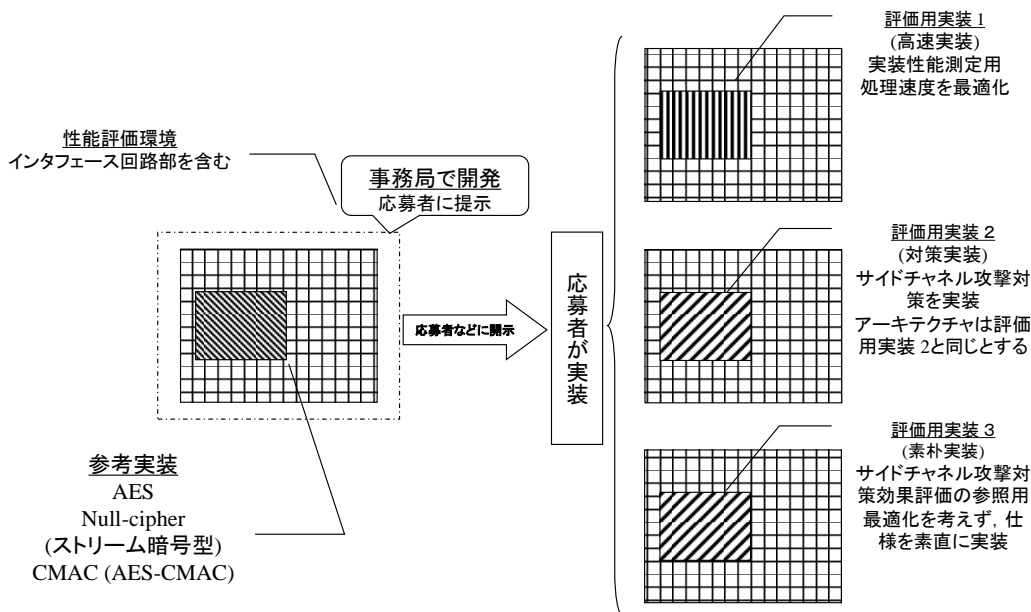 性能評価環境
インタフェース回路部を含む
事務局で開発
応募者に提示
参考実装
AES
Null-cipher
(ストリーム暗号型)
CMAC (AES-CMAC)
応募者などに開示
応募者が実装
評価用実装 1
(高速実装)
実装性能測定用
処理速度を最適化
評価用実装 2
(対策実装)
サイドチャネル攻撃対
策を実装
アーキテクチャは評価
用実装 2と同じとする
評価用実装 3
(素朴実装)
サイドチャネル攻撃対
策効果評価の参照用
最適化を考えず，仕
様を素直に実装